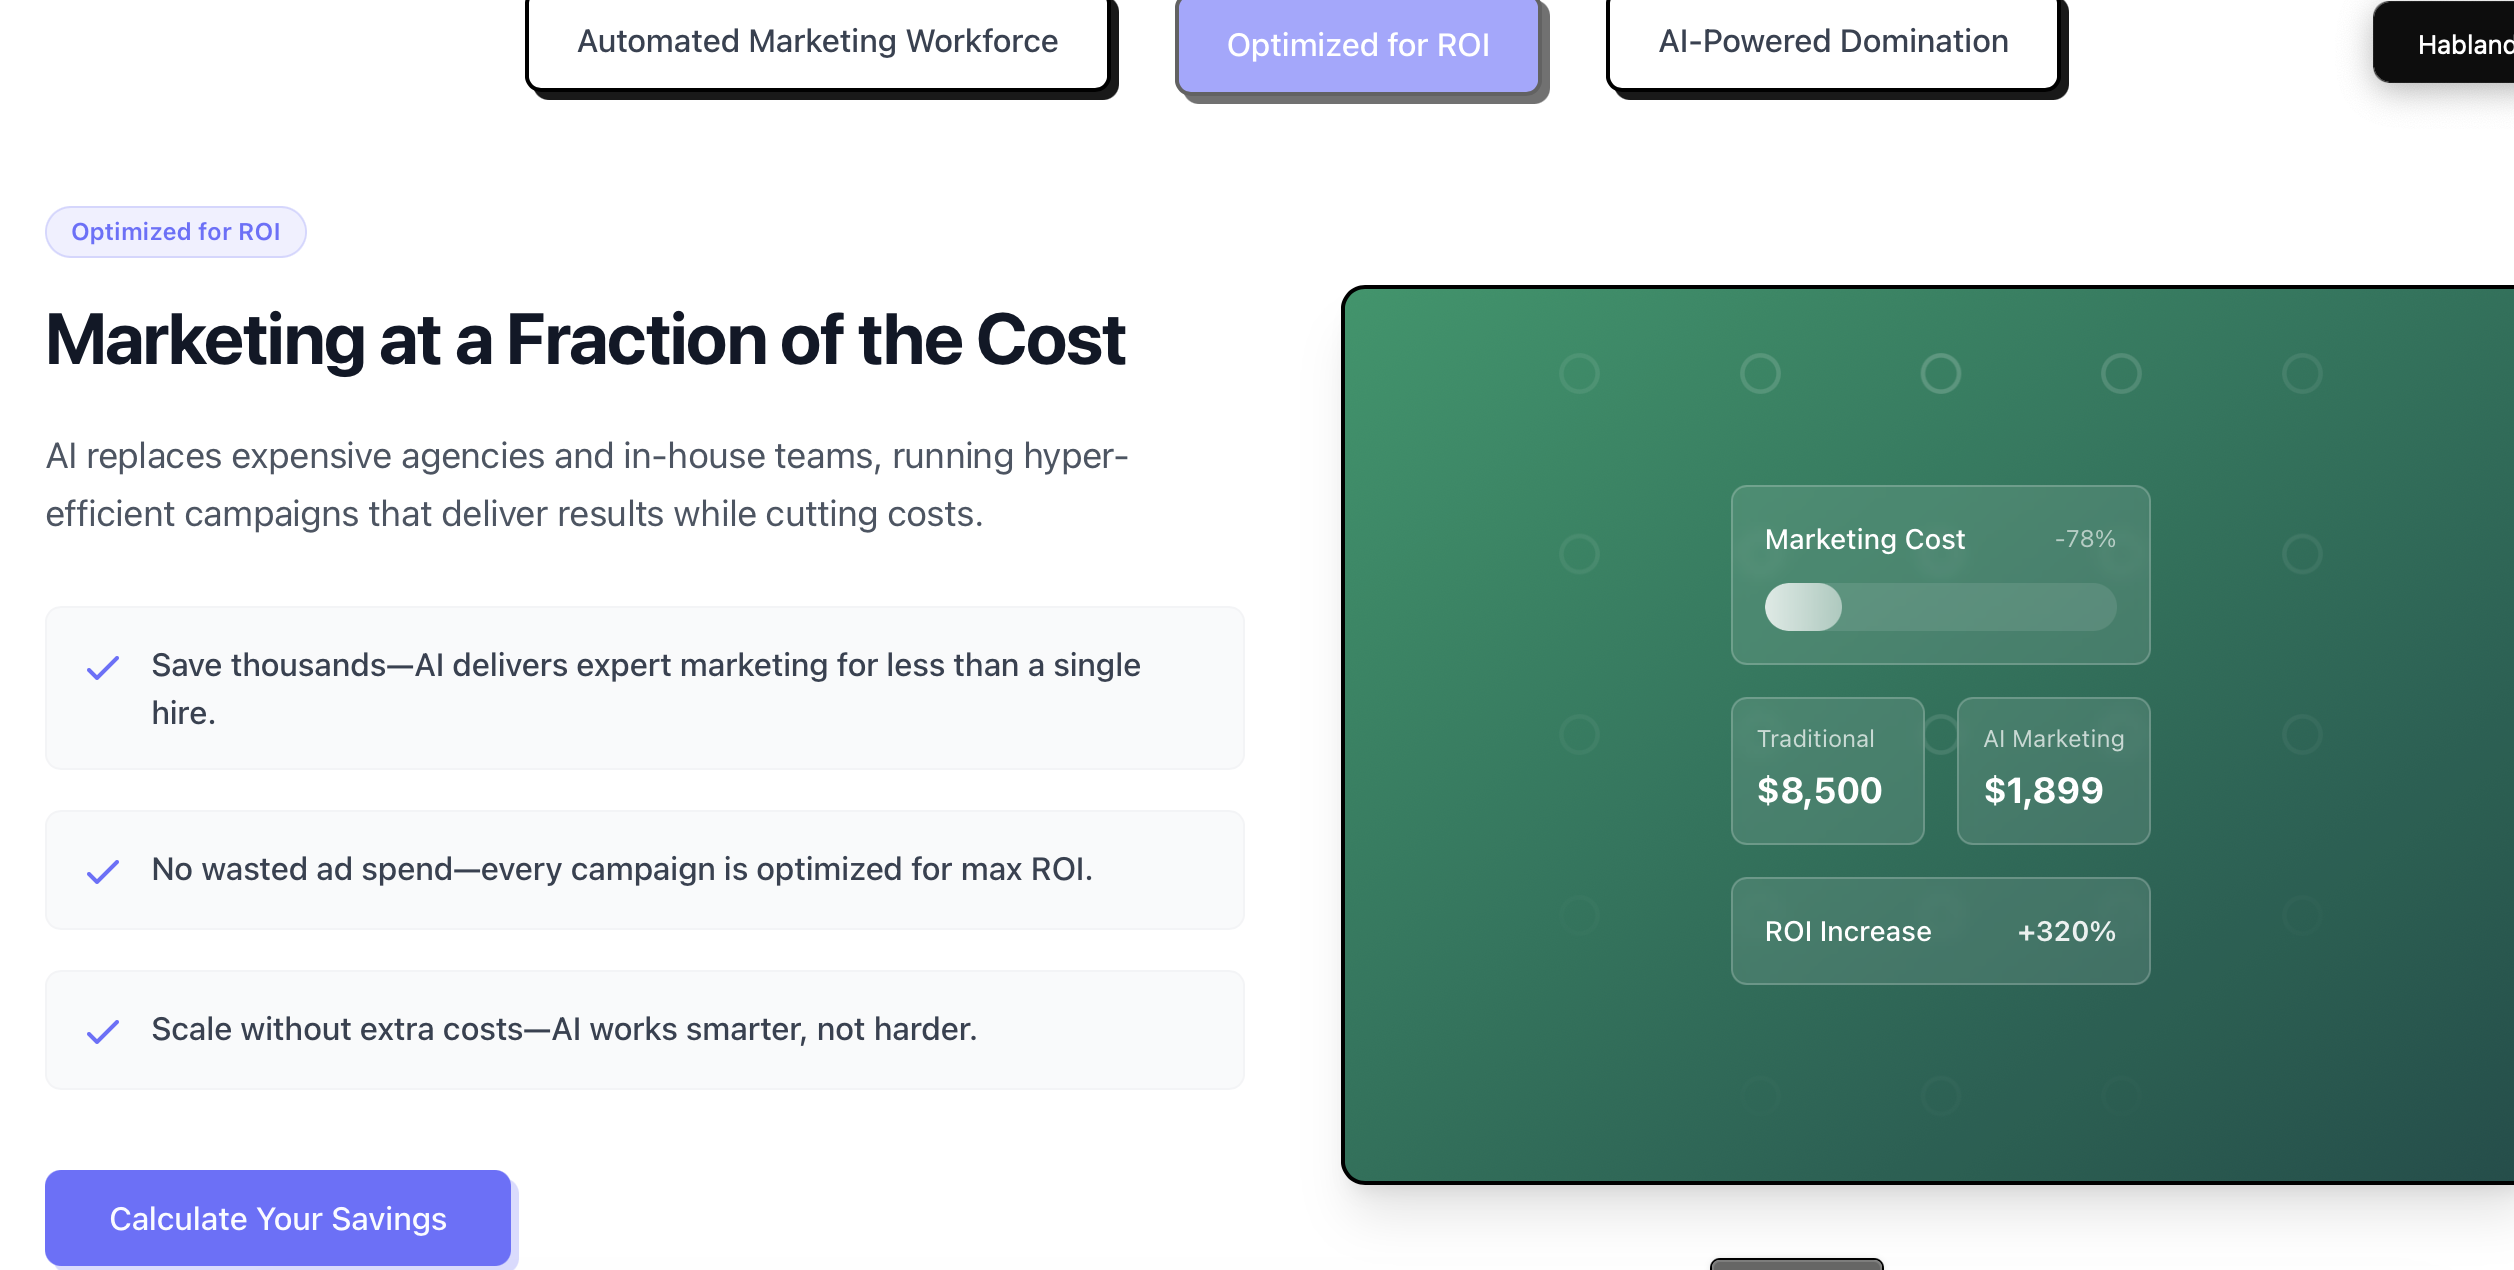 Automated Marketing Workforce
Optimized for ROI
AI-Powered Domination
Optimized for ROI
Marketing at a Fraction of the Cost
AI replaces expensive agencies and in-house teams, running hyper-
efficient campaigns that deliver results while cutting costs.
Save thousands—AI delivers expert marketing for less than a single
hire.
No wasted ad spend—every campaign is optimized for max ROI.
Scale without extra costs—AI works smarter, not harder.
Calculate Your Savings
Marketing Cost
-78%
Traditional
$8,500
AI Marketing
$1,899
ROI Increase
+320%